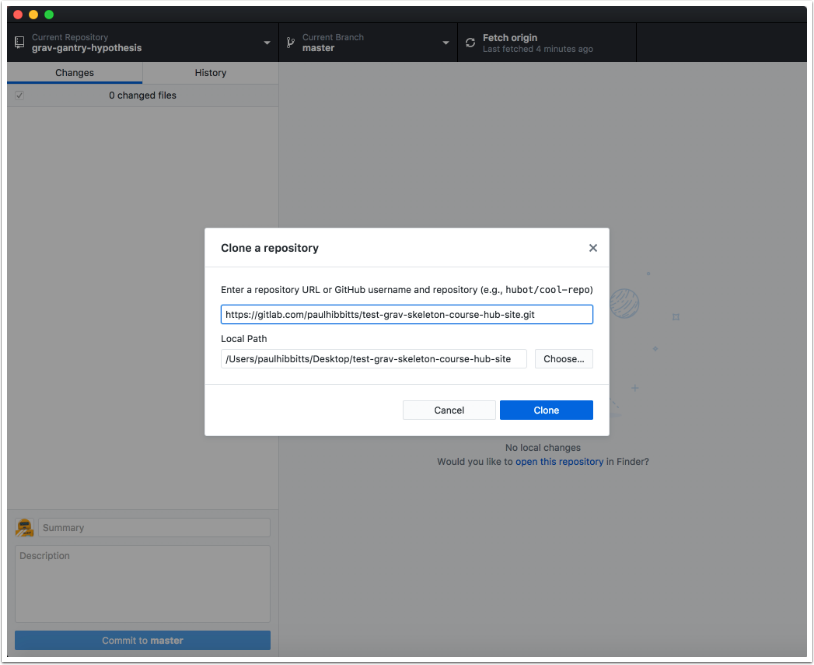 Current Repository
grav-gantry-hypothesis
Current Branch
master
Fetch origin
Last fetched 4 minutes ago
Changes
History
0 changed files
Clone a repository
Enter a repository URL or GitHub username and repository (e.g., hubot/cool-repo)
https://gitlab.com/paulhibbitts/test-grav-skeleton-course-hub-site.git
Local Path
/Users/paulhibbitts/Desktop/test-grav-skeleton-course-hub-site
Choose...
Cancel
Clone
No local changes
Would you like to open this repository in Finder?
Summary
Description
Commit to master